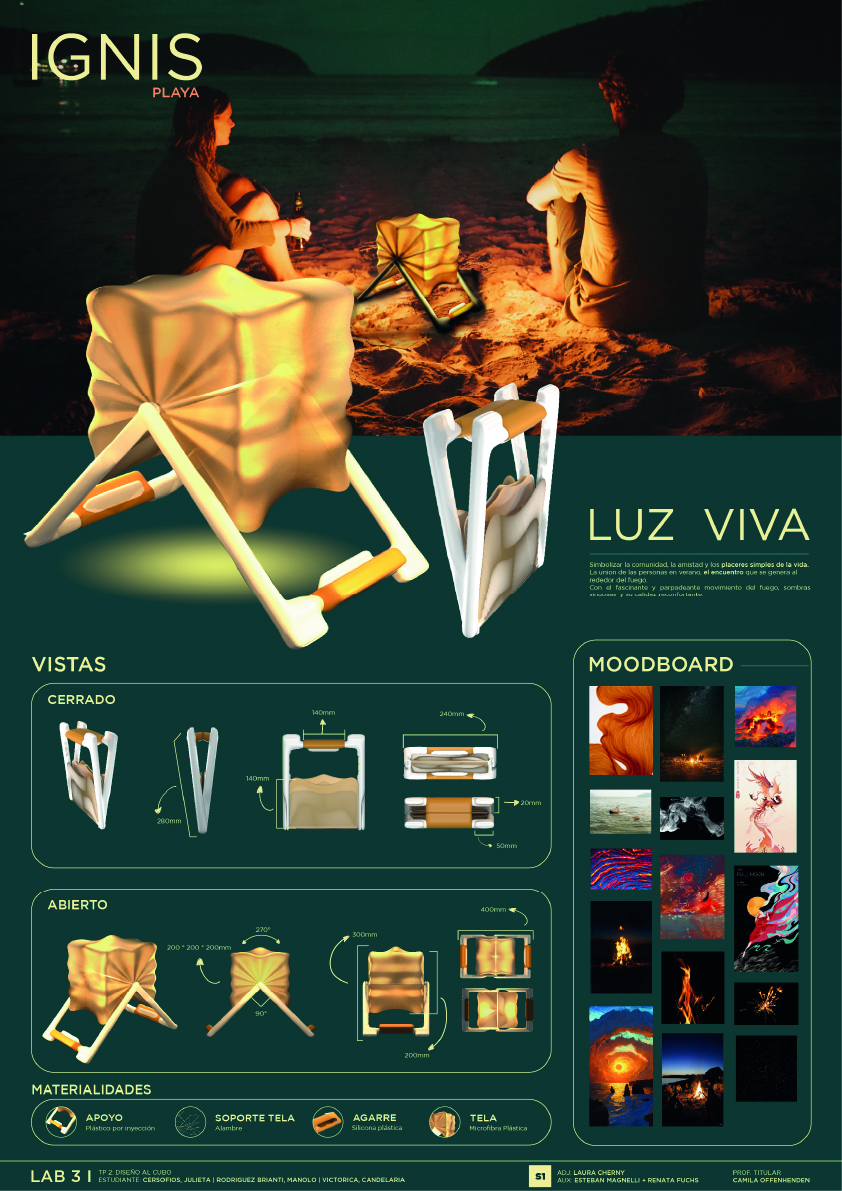 IGNIS
PLAYA
LUZ VIVA
Simbolizar la comunidad, la amistad y los placeres simples de la vida.
La union de las personas en verano, el encuentro que se genera al
rededor del fuego.
Con el fascinante y parpadeante movimiento del fuego, sombras
VISTAS
CERRADO
280mm
140mm
140mm
240mm
20mm
50mm
ABIERTO
200 * 200 * 200mm
270°
90°
300mm
200mm
400mm
MATERIALIDADES
APOYO
Plástico por inyección
SOPORTE TELA
Alambre
AGARRE
Silicona plástica
TELA
Microfibra Plástica
MOODBOARD
FULL MOON
LAB 3 I
TP 2: DISEÑO AL CUBO
ESTUDIANTE: CERSOFIOS, JULIETA | RODRIGUEZ BRIANTI, MANOLO | VICTORICA, CANDELARIA
S1
ADJ: LAURA CHERNY
AUX: ESTEBAN MAGNELLI + RENATA FUCHS
PROF. TITULAR
CAMILA OFFENHENDEN